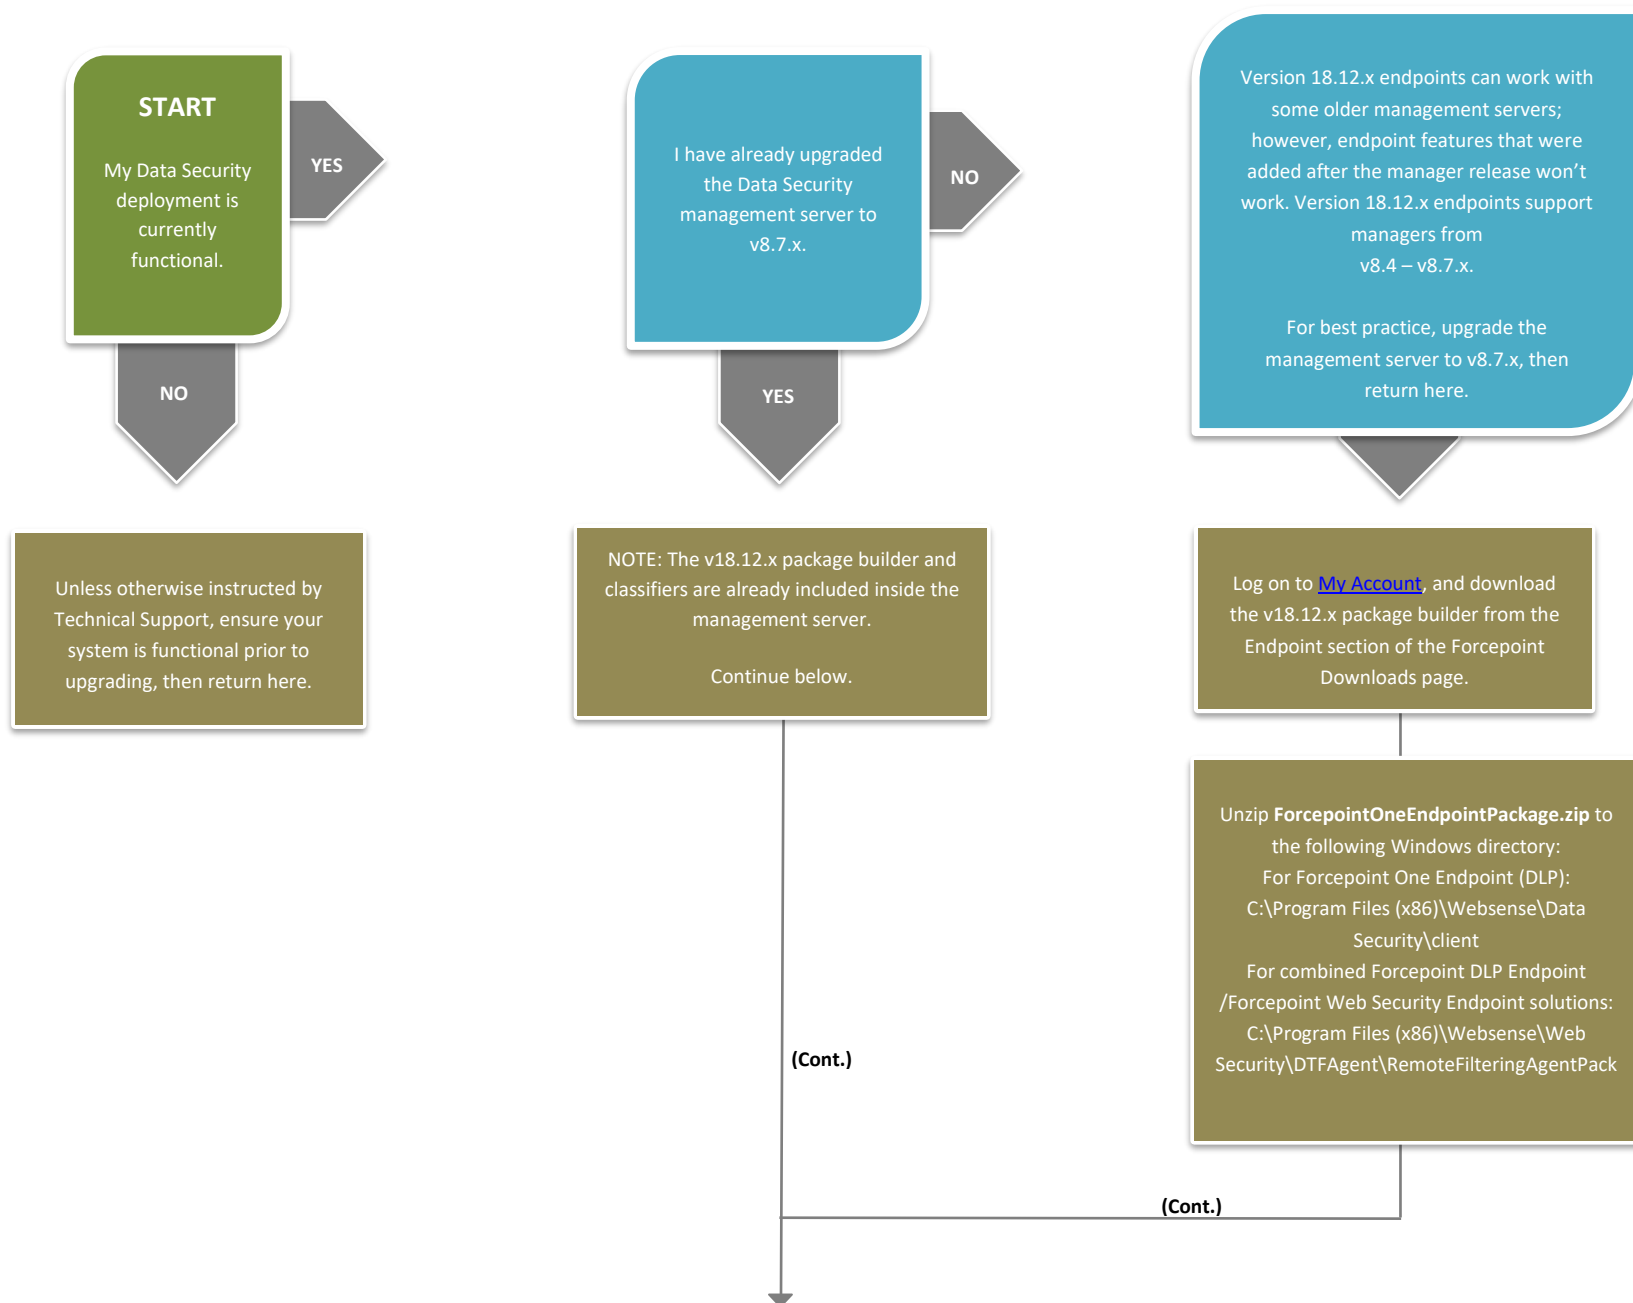 START
My Data Security
deployment is
currently
functional.
YES
NO
Unless otherwise instructed by
Technical Support, ensure your
system is functional prior to
upgrading, then return here.
I have already upgraded
the Data Security
management server to
v8.7.x.
NO
YES
NOTE: The v18.12.x package builder and
classifiers are already included inside the
management server.
Continue below.
(Cont.)
Version 18.12.x endpoints can work with
some older management servers;
however, endpoint features that were
added after the manager release won’t
work. Version 18.12.x endpoints support
managers from
v8.4 – v8.7.x.
For best practice, upgrade the
management server to v8.7.x, then
return here.
Log on to My Account, and download
the v18.12.x package builder from the
Endpoint section of the Forcepoint
Downloads page.
Unzip ForcepointOneEndpointPackage.zip to
the following Windows directory:
For Forcepoint One Endpoint (DLP):
C:\Program Files (x86)\Websense\Data
Security\client
For combined Forcepoint DLP Endpoint
/Forcepoint Web Security Endpoint solutions:
C:\Program Files (x86)\Websense\Web
Security\DTFAgent\RemoteFilteringAgentPack
(Cont.)